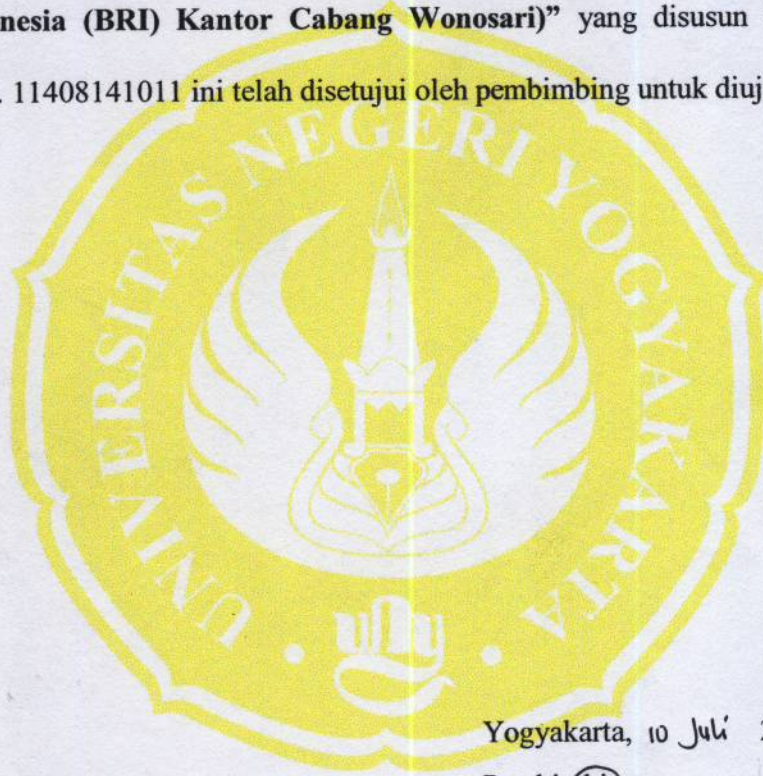 nesia (BRI) Kantor Cabang Wonosari)” yang disusun
. 11408141011 ini telah disetujui oleh pembimbing untuk diuj
UNIVERSITAS NEGERI YOGYAKARTA
Yogyakarta, 10 Juli